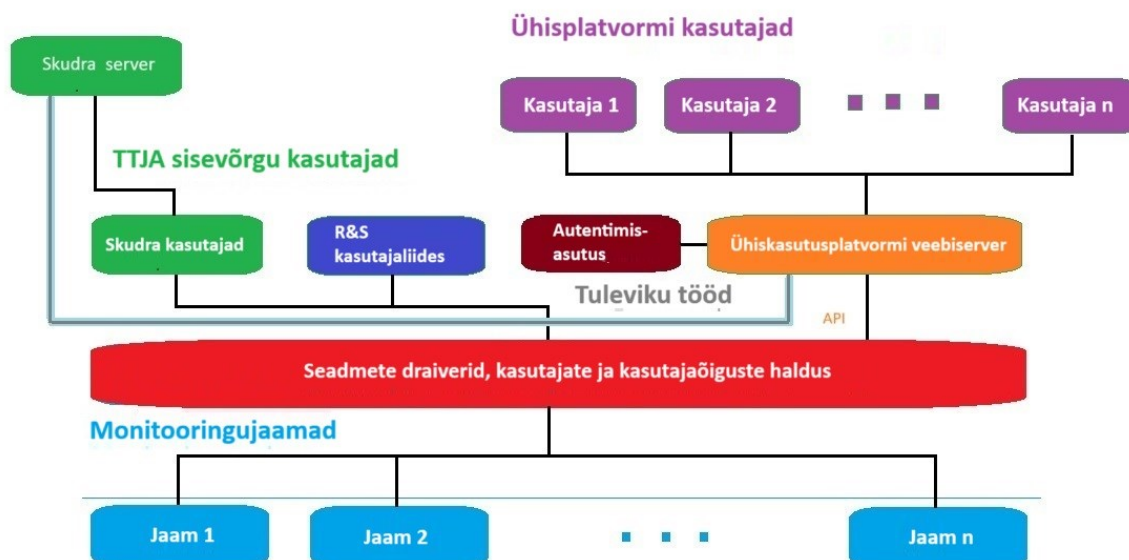 Ühisplatvormi kasutajad
Skudra server
Kasutaja 1
Kasutaja 2
Kasutaja n
TTJA sisevõrgu kasutajad
Skudra kasutajad
R&S
kasutajaliides
Autentimis-
asutus
Ühiskasutusplatvormi veebiserver
Tuleviku tööd
API
Seadmete draiverid, kasutajate ja kasutajaõiguste haldus
Monitooringujaamad
Jaam 1
Jaam 2
Jaam n